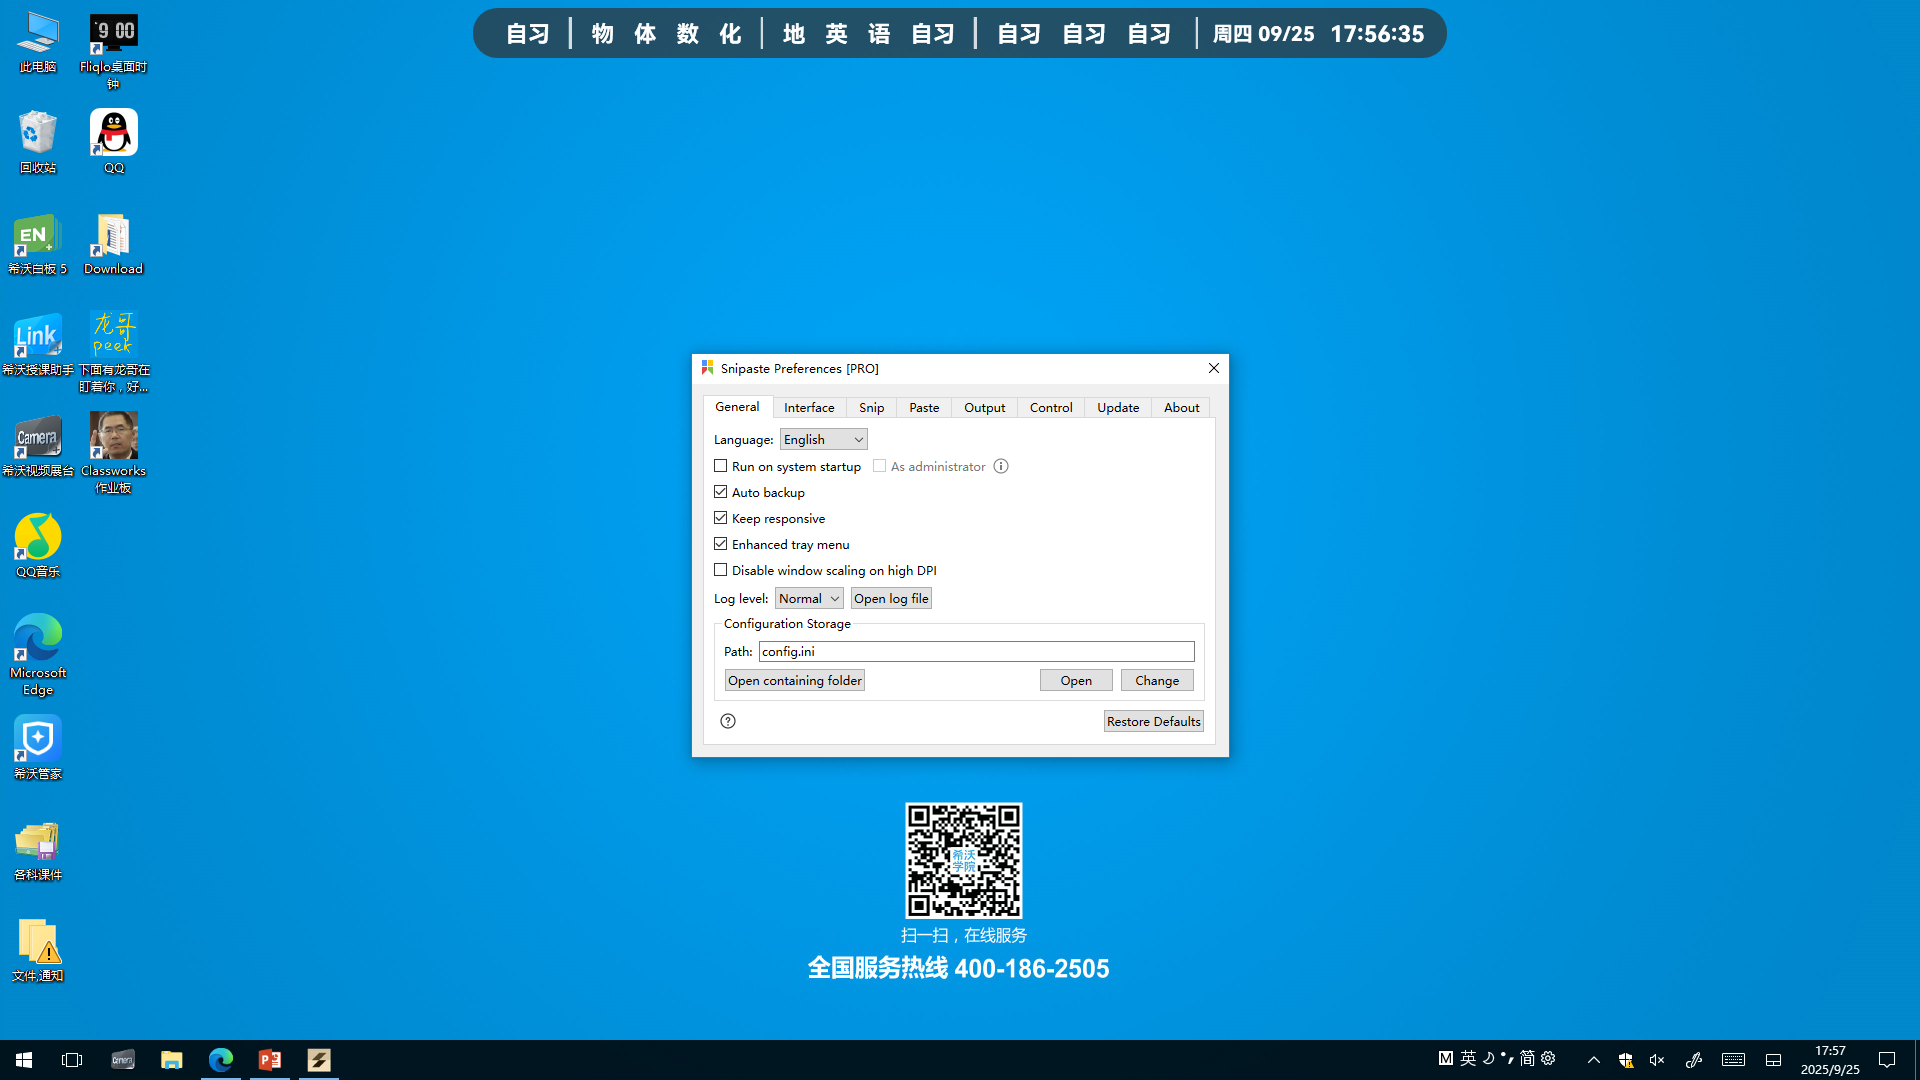 自习 | 物 体 数 化 | 地 英 语 自习 | 自习 自习 自习 | 周四 09/25 17:56:35
9 00
此电脑
Fliqlo桌面时
钟
回收站
QQ
EN
希沃白板 5
Download
Link
龙哥
peek
希沃授课助手
下面有龙哥在
盯着你，好...
Camera
希沃视频展台
Classworks
作业板
QQ音乐
Microsoft
Edge
希沃管家
各科课件
文件,通知
Snipaste Preferences [PRO]
General Interface Snip Paste Output Control Update About
Language: English
Run on system startup As administrator
Auto backup
Keep responsive
Enhanced tray menu
Disable window scaling on high DPI
Log level: Normal Open log file
Configuration Storage
Path: config.ini
Open containing folder Open Change
Restore Defaults
希沃
学院
扫一扫，在线服务
全国服务热线 400-186-2505
Camera
P
M 英 简
17:57
2025/9/25